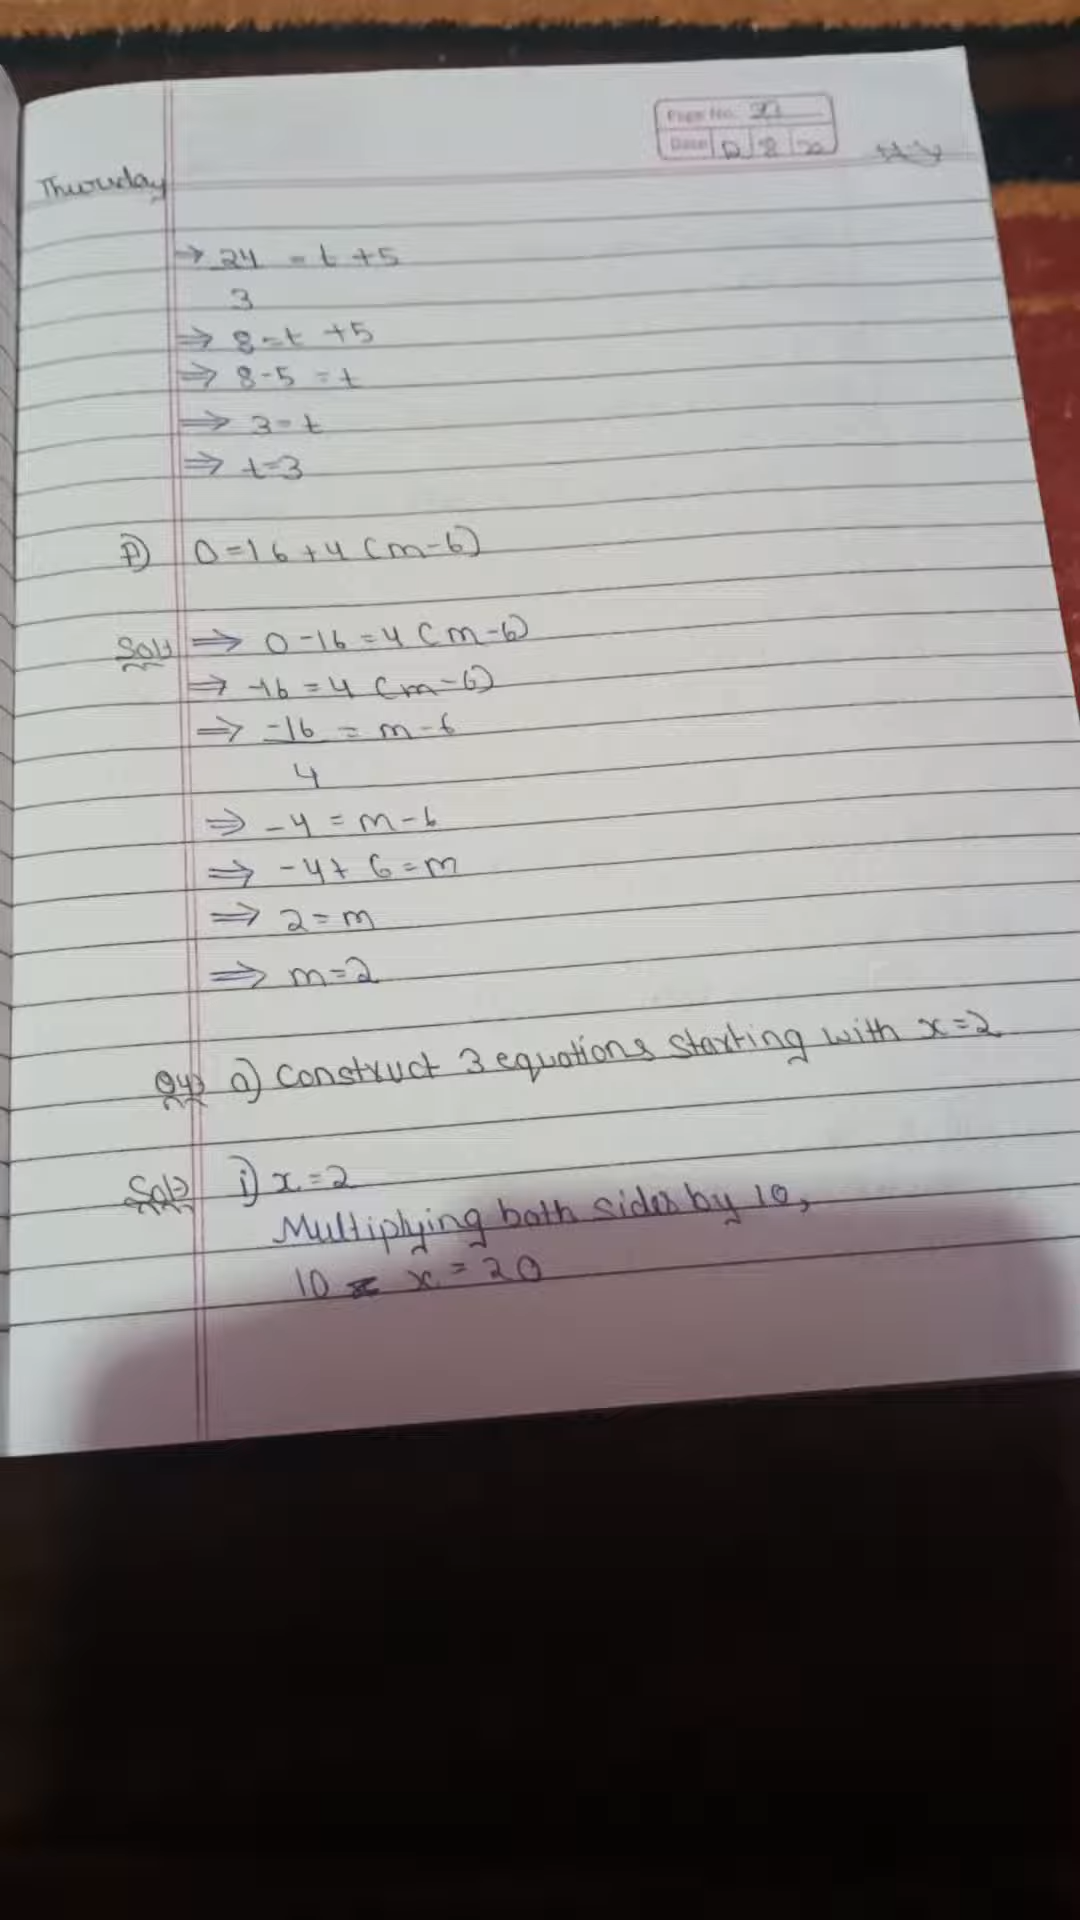 Page No.
Date
Thursday
⇒ 24 = t +5
3
⇒ 8=t +5
⇒ 8-5 =t
⇒ 3=t
⇒ t=3
0=16+4 (m-6)
Sol:) ⇒ 0-16=4 (m-6)
⇒ -16=4 (m-6)
⇒ -16 = m-6
4
⇒ -4=m-6
⇒ -4+ 6=m
⇒ 2=m
⇒ m=2
Q4) a) Construct 3 equations starting with x=2
Sol:) i) x=2
Multiplying both sides by 10,
10 x = 20